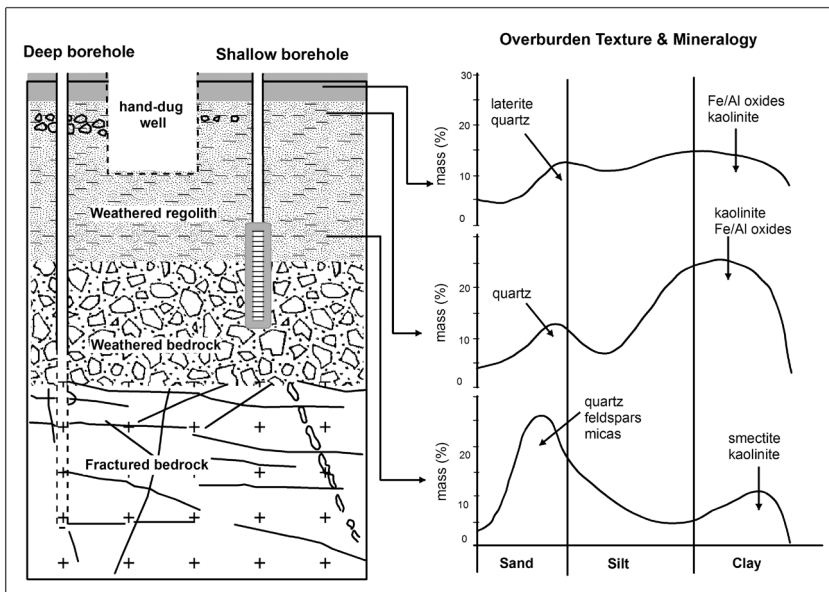 Deep borehole
Shallow borehole
hand-dug
well
Weathered regolith
Weathered bedrock
Fractured bedrock
Overburden Texture & Mineralogy
mass (%)
30
20
10
0
laterite
quartz
Fe/Al oxides
kaolinite
mass (%)
20
10
0
quartz
kaolinite
Fe/Al oxides
mass (%)
20
10
0
quartz
feldspars
micas
smectite
kaolinite
Sand
Silt
Clay